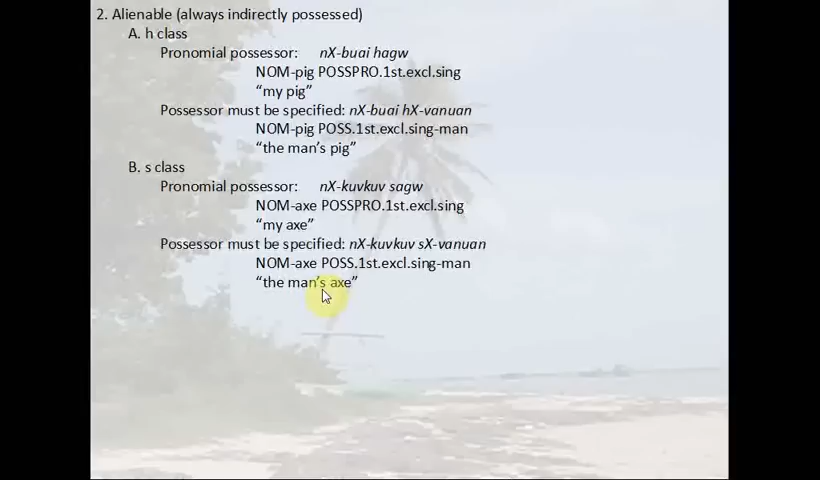 2. Alienable (always indirectly possessed)
A. h class
Pronomial possessor: nX-buai hagw
NOM-pig POSSPRO.1st.excl.sing
“my pig”
Possessor must be specified: nX-buai hX-vanuan
NOM-pig POSS.1st.excl.sing-man
“the man’s pig”
B. s class
Pronomial possessor: nX-kuvkuv sagw
NOM-axe POSSPRO.1st.excl.sing
“my axe”
Possessor must be specified: nX-kuvkuv sX-vanuan
NOM-axe POSS.1st.excl.sing-man
“the man’s axe”